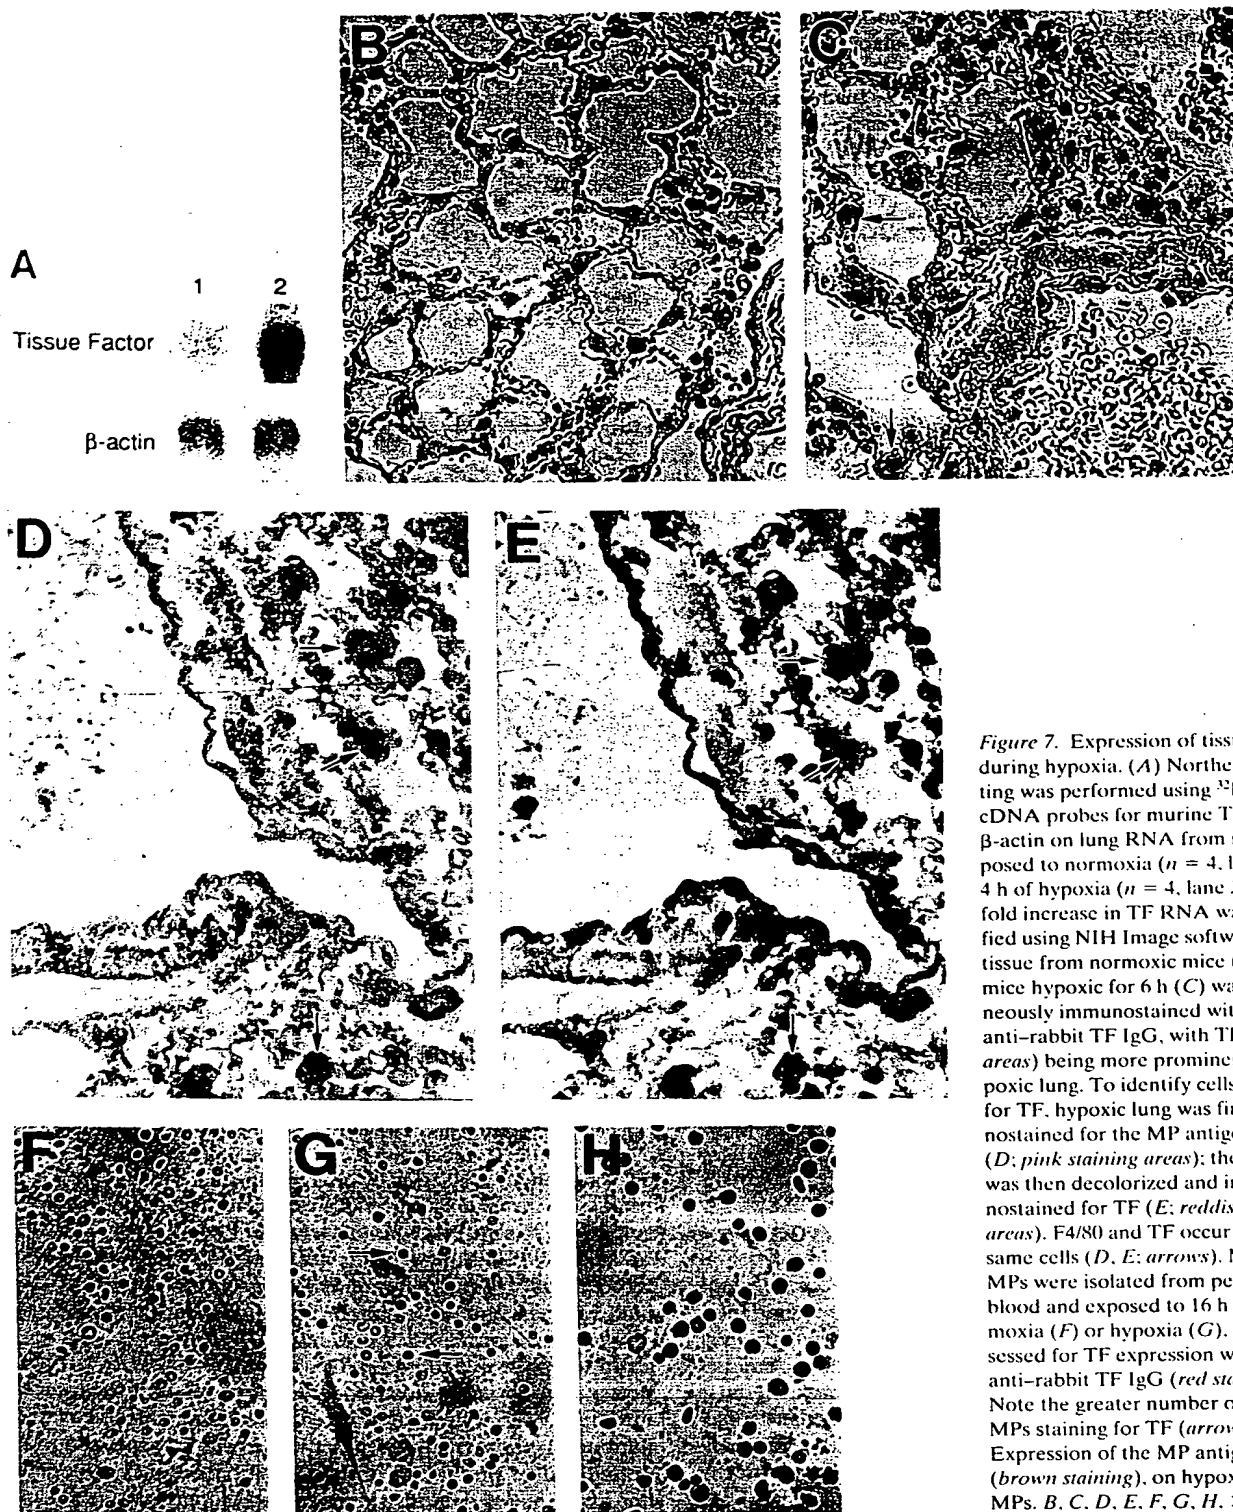 A
B
C
1 2
Tissue Factor
β-actin
D
E
F
G
H
Figure 7. Expression of tiss
during hypoxia. (A) Northe
ting was performed using ³²
cDNA probes for murine T
β-actin on lung RNA from
posed to normoxia (n = 4, l
4 h of hypoxia (n = 4, lane
fold increase in TF RNA wa
fied using NIH Image softw
tissue from normoxic mice
mice hypoxic for 6 h (C) wa
neously immunostained wit
anti–rabbit TF IgG, with TF
areas) being more promine
poxic lung. To identify cells
for TF, hypoxic lung was fi
nostained for the MP antig
(D; pink staining areas); the
was then decolorized and i
nostained for TF (E; reddis
areas). F4/80 and TF occur
same cells (D, E; arrows).
MPs were isolated from pe
blood and exposed to 16 h
moxia (F) or hypoxia (G).
sessed for TF expression w
anti–rabbit TF IgG (red sta
Note the greater number o
MPs staining for TF (arrow
Expression of the MP antig
(brown staining), on hypox
MPs. B, C, D, E, F, G, H,